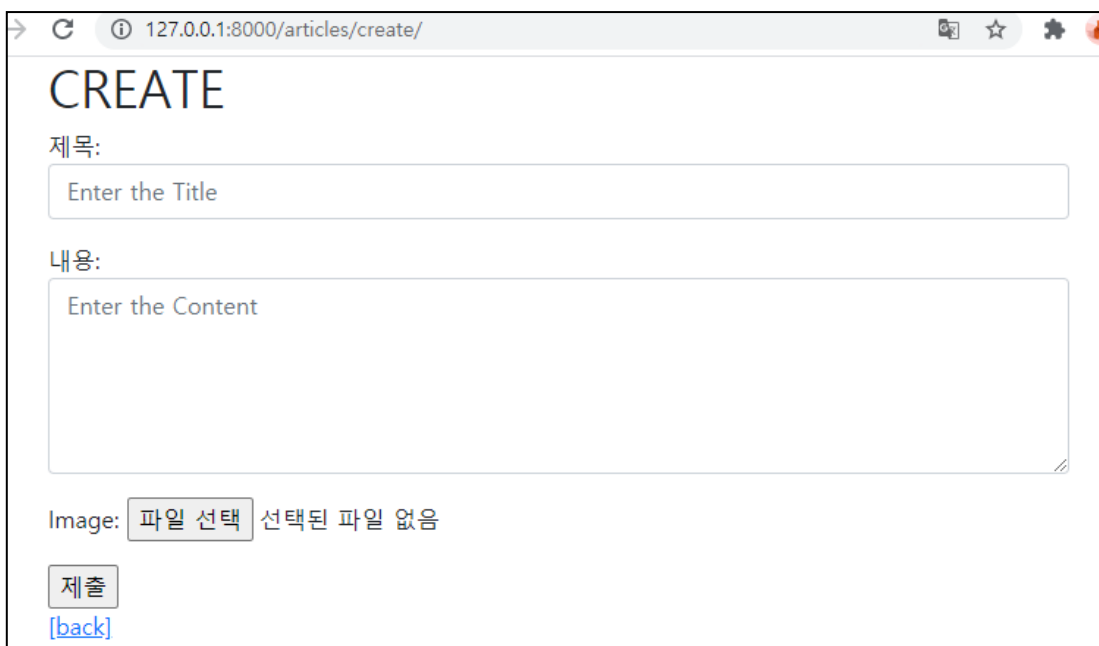 127.0.0.1:8000/articles/create/
CREATE
제목:
Enter the Title
내용:
Enter the Content
Image: 파일 선택 선택된 파일 없음
제출
[back]